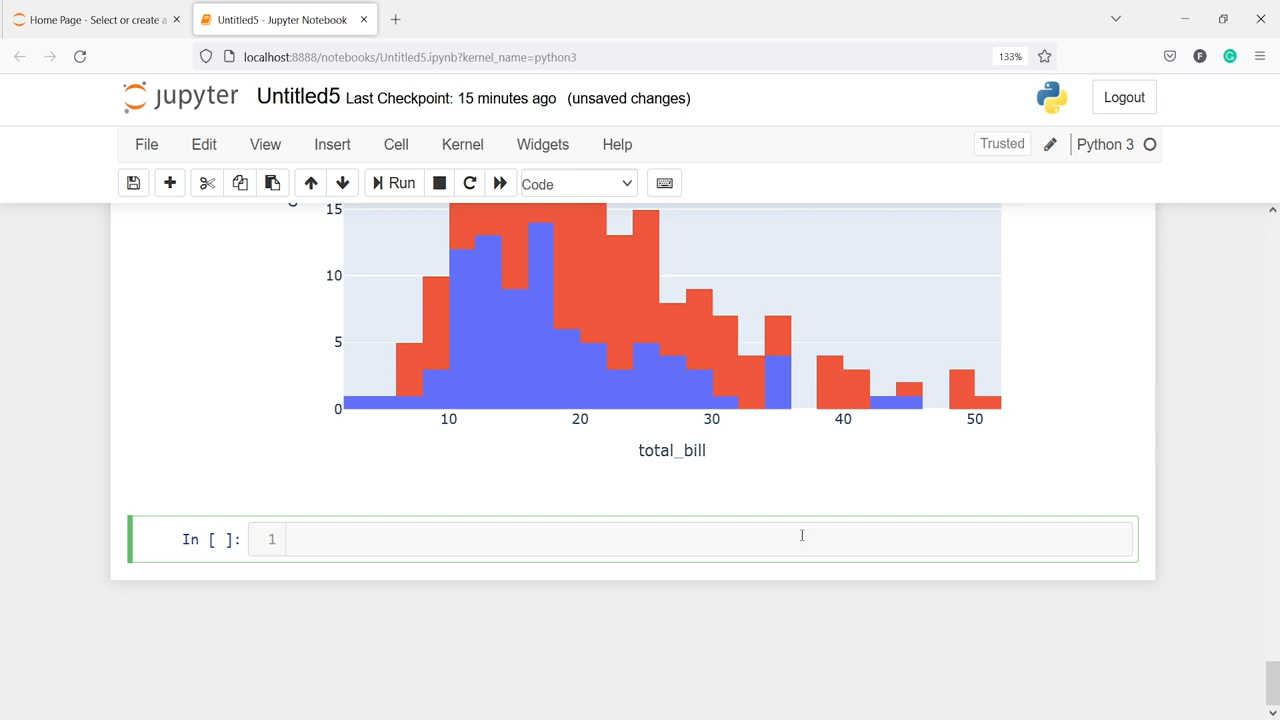 Home Page - Select or create a
Untitled5 - Jupyter Notebook
localhost:8888/notebooks/Untitled5.ipynb?kernel_name=python3
133%
F
G
jupyter Untitled5 Last Checkpoint: 15 minutes ago (unsaved changes)
Logout
File Edit View Insert Cell Kernel Widgets Help
Trusted
Python 3
Run
Code
15
10
5
0
10 20 30 40 50
total_bill
In [ ]: 1